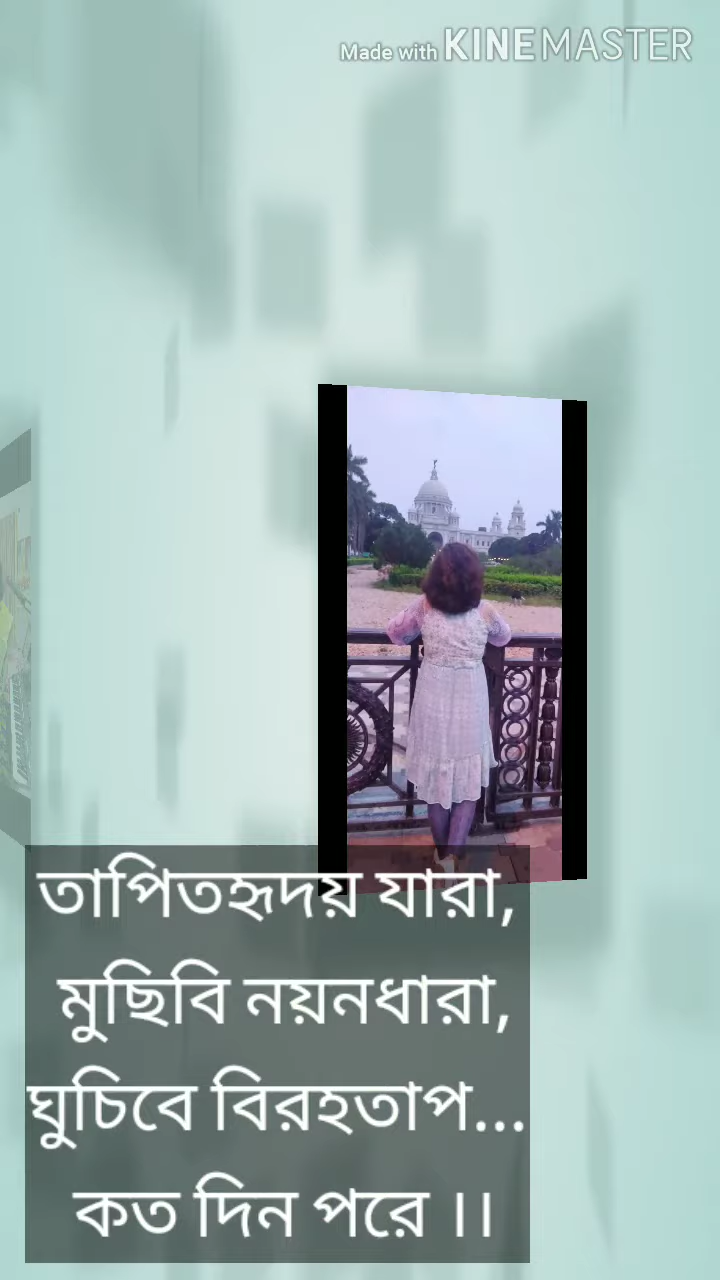 Made with KINEMASTER
তাপিতহৃদয় যারা,
মুছিবি নয়নধারা,
ঘুচিবে বিরহতাপ...
কত দিন পরে ।।